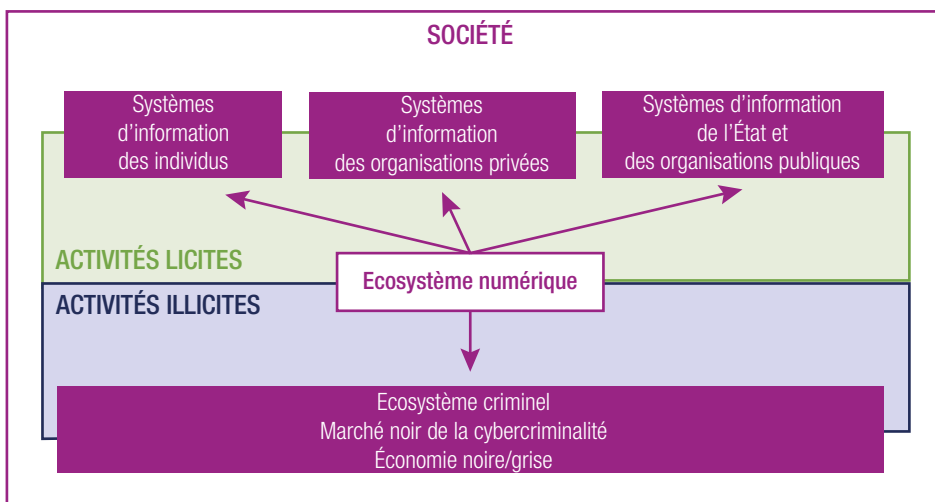 SOCIÉTÉ
Systèmes
d'information
des individus
Systèmes
d'information
des organisations privées
Systèmes d'information
de l'État et
des organisations publiques
ACTIVITÉS LICITES
Ecosystème numérique
ACTIVITÉS ILLICITES
Ecosystème criminel
Marché noir de la cybercriminalité
Économie noire/grise